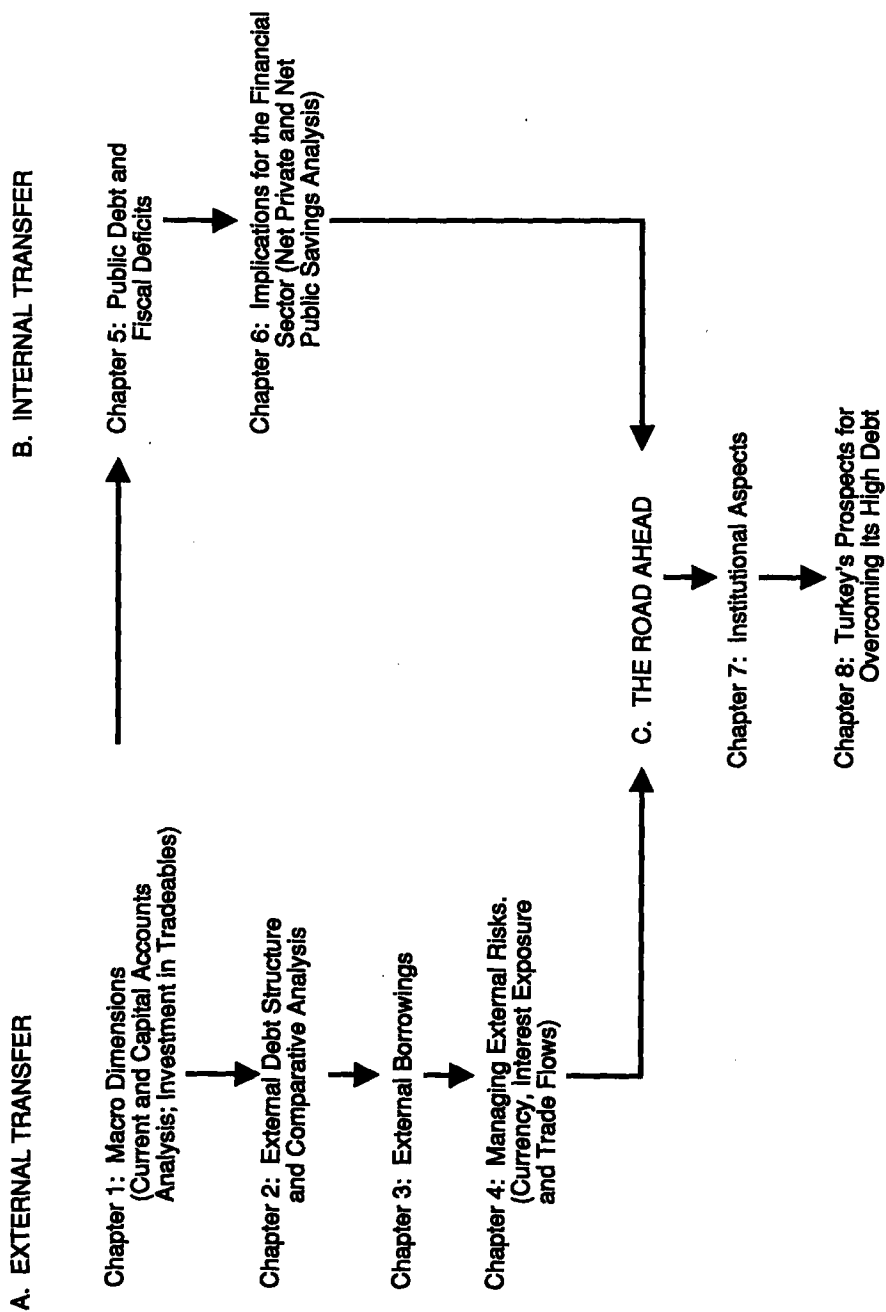 A. EXTERNAL TRANSFER
Chapter 1: Macro Dimensions
(Current and Capital Accounts
Analysis; Investment in Tradeables)
Chapter 2: External Debt Structure
and Comparative Analysis
Chapter 3: External Borrowings
Chapter 4: Managing External Risks.
(Currency, Interest Exposure
and Trade Flows)
B. INTERNAL TRANSFER
Chapter 5: Public Debt and
Fiscal Deficits
Chapter 6: Implications for the Financial
Sector (Net Private and Net
Public Savings Analysis)
C. THE ROAD AHEAD
Chapter 7: Institutional Aspects
Chapter 8: Turkey's Prospects for
Overcoming Its High Debt